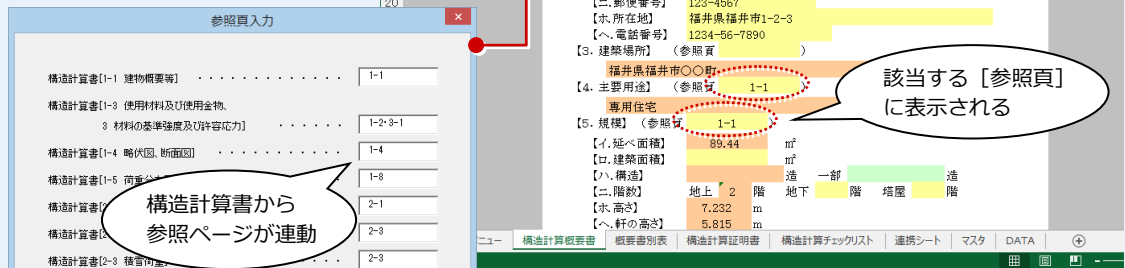 20
参照頁入力
×
構造計算書[1-1 建物概要等] ・・・・・・・・・・・・・ 1-1
構造計算書[1-3 使用材料及び使用金物、
3 材料の基準強度及び許容応力] ・・・・・・ 1-2・3-1
構造計算書[1-4 略伏図、断面図] ・・・・・・・・・・・ 1-4
構造計算書[1-5 荷重 1-8
構造計算書[2 2-1
構造計算書[2 2-3
構造計算書[2-3 積雪荷重] 2-3
構造計算書から
参照ページが連動
【ニ.郵便番号】 123-4567
【ホ.所在地】 福井県福井市1-2-3
【ヘ.電話番号】 1234-56-7890
【3. 建築場所】 （参照頁 ）
福井県福井市〇〇町
【4. 主要用途】 （参照頁 1-1 ）
専用住宅
【5. 規模】 （参照頁 1-1 ）
【イ.延べ面積】 89.44 ㎡
【ロ.建築面積】 ㎡
【ハ.構造】 造 一部 造
【ニ.階数】 地上 2 階 地下 階 塔屋 階
【ホ.高さ】 7.232 m
【ヘ.軒の高さ】 5.815 m
該当する［参照頁］
に表示される
ニュー 構造計算概要書 概要書別表 構造計算証明書 構造計算チェックリスト 連携シート マスタ DATA